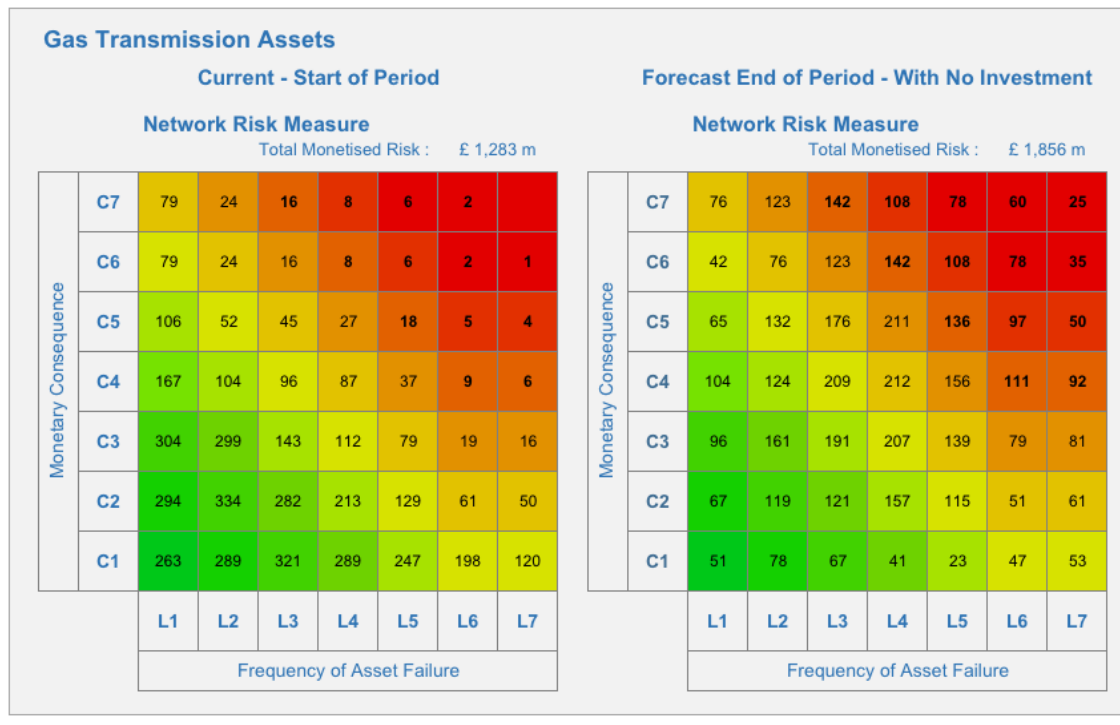 Gas Transmission Assets
Current - Start of Period
Network Risk Measure
Total Monetised Risk : £ 1,283 m
Monetary Consequence
C7 79 24 16 8 6 2
C6 79 24 16 8 6 2 1
C5 106 52 45 27 18 5 4
C4 167 104 96 87 37 9 6
C3 304 299 143 112 79 19 16
C2 294 334 282 213 129 61 50
C1 263 289 321 289 247 198 120
L1 L2 L3 L4 L5 L6 L7
Frequency of Asset Failure
Forecast End of Period - With No Investment
Network Risk Measure
Total Monetised Risk : £ 1,856 m
Monetary Consequence
C7 76 123 142 108 78 60 25
C6 42 76 123 142 108 78 35
C5 65 132 176 211 136 97 50
C4 104 124 209 212 156 111 92
C3 96 161 191 207 139 79 81
C2 67 119 121 157 115 51 61
C1 51 78 67 41 23 47 53
L1 L2 L3 L4 L5 L6 L7
Frequency of Asset Failure